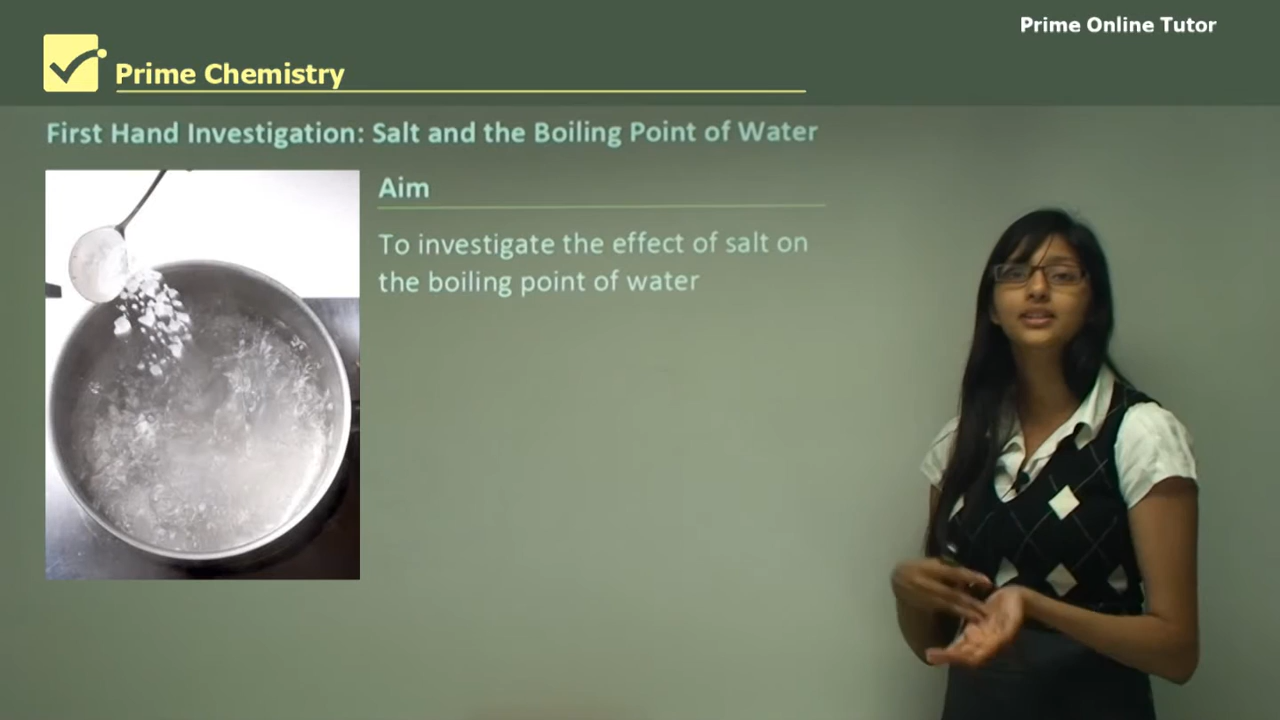 Prime Online Tutor
Prime Chemistry
First Hand Investigation: Salt and the Boiling Point of Water
Aim
To investigate the effect of salt on
the boiling point of water